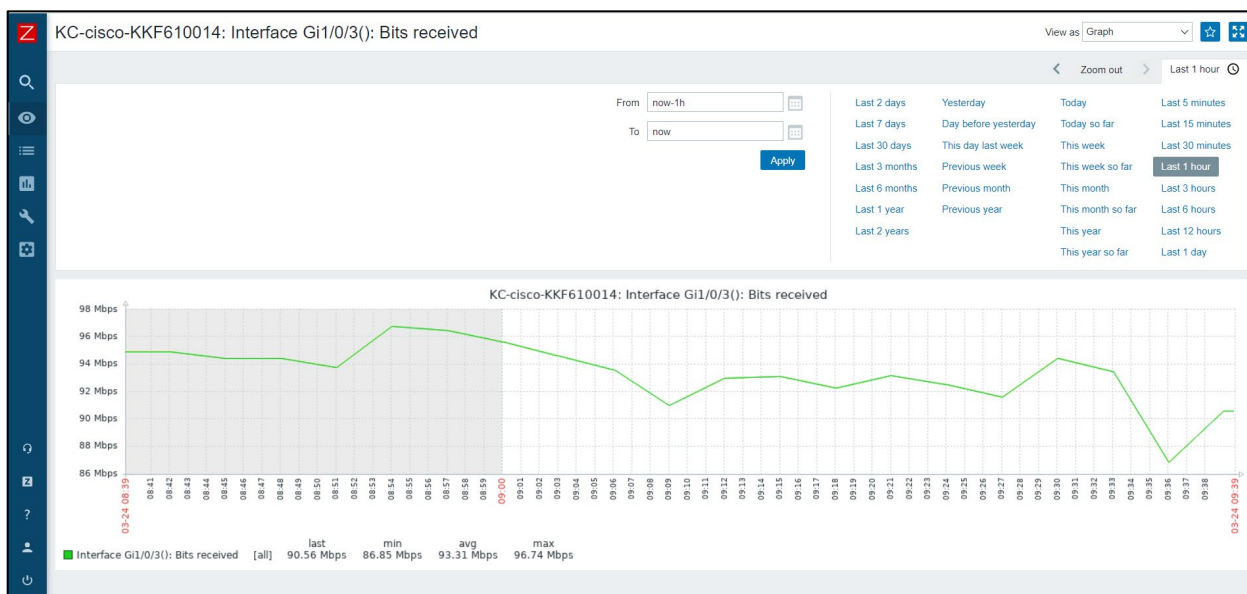 Z
KC-cisco-KKF610014: Interface Gi1/0/3(): Bits received
View as Graph
Zoom out
Last 1 hour
From now-1h
To now
Apply
Last 2 days Yesterday Today Last 5 minutes
Last 7 days Day before yesterday Today so far Last 15 minutes
Last 30 days This day last week This week Last 30 minutes
Last 3 months Previous week This week so far Last 1 hour
Last 6 months Previous month This month Last 3 hours
Last 1 year Previous year This month so far Last 6 hours
Last 2 years This year Last 12 hours
This year so far Last 1 day
KC-cisco-KKF610014: Interface Gi1/0/3(): Bits received
98 Mbps
96 Mbps
94 Mbps
92 Mbps
90 Mbps
88 Mbps
86 Mbps
03-24 08:39 08:41 08:42 08:43 08:44 08:45 08:46 08:47 08:48 08:49 08:50 08:51 08:52 08:53 08:54 08:55 08:56 08:57 08:58 08:59 09:00 09:01 09:02 09:03 09:04 09:05 09:06 09:07 09:08 09:09 09:10 09:11 09:12 09:13 09:14 09:15 09:16 09:17 09:18 09:19 09:20 09:21 09:22 09:23 09:24 09:25 09:26 09:27 09:28 09:29 09:30 09:31 09:32 09:33 09:34 09:35 09:36 09:37 09:38 03-24 09:39
last min avg max
Interface Gi1/0/3(): Bits received [all] 90.56 Mbps 86.85 Mbps 93.31 Mbps 96.74 Mbps
Z
?